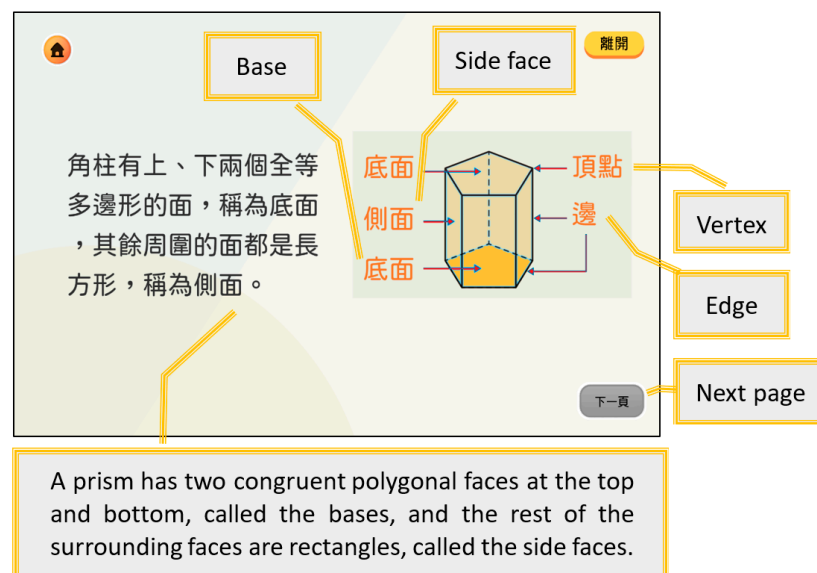 Base
Side face
離開
角柱有上、下兩個全等
多邊形的面，稱為底面
，其餘周圍的面都是長
方形，稱為側面。
底面
頂點
側面
邊
底面
Vertex
Edge
下一頁
Next page
A prism has two congruent polygonal faces at the top
and bottom, called the bases, and the rest of the
surrounding faces are rectangles, called the side faces.